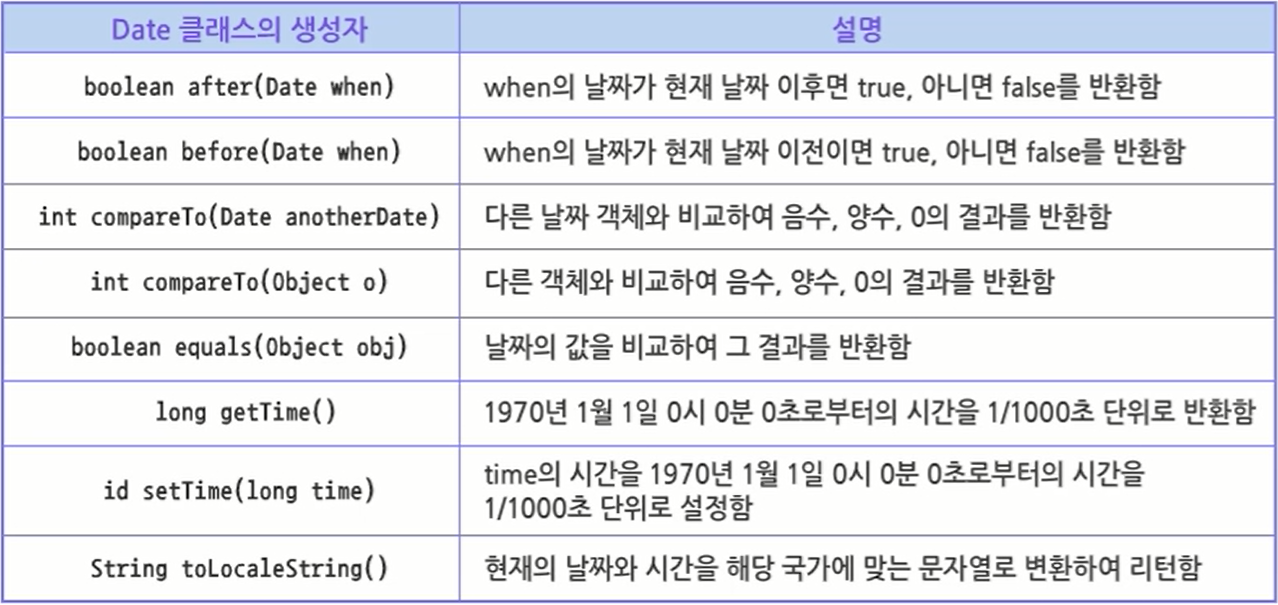 Date 클래스의 생성자 설명
boolean after(Date when) when의 날짜가 현재 날짜 이후면 true, 아니면 false를 반환함
boolean before(Date when) when의 날짜가 현재 날짜 이전이면 true, 아니면 false를 반환함
int compareTo(Date anotherDate) 다른 날짜 객체와 비교하여 음수, 양수, 0의 결과를 반환함
int compareTo(Object o) 다른 객체와 비교하여 음수, 양수, 0의 결과를 반환함
boolean equals(Object obj) 날짜의 값을 비교하여 그 결과를 반환함
long getTime() 1970년 1월 1일 0시 0분 0초로부터의 시간을 1/1000초 단위로 반환함
id setTime(long time) time의 시간을 1970년 1월 1일 0시 0분 0초로부터의 시간을
1/1000초 단위로 설정함
String toLocaleString() 현재의 날짜와 시간을 해당 국가에 맞는 문자열로 변환하여 리턴함